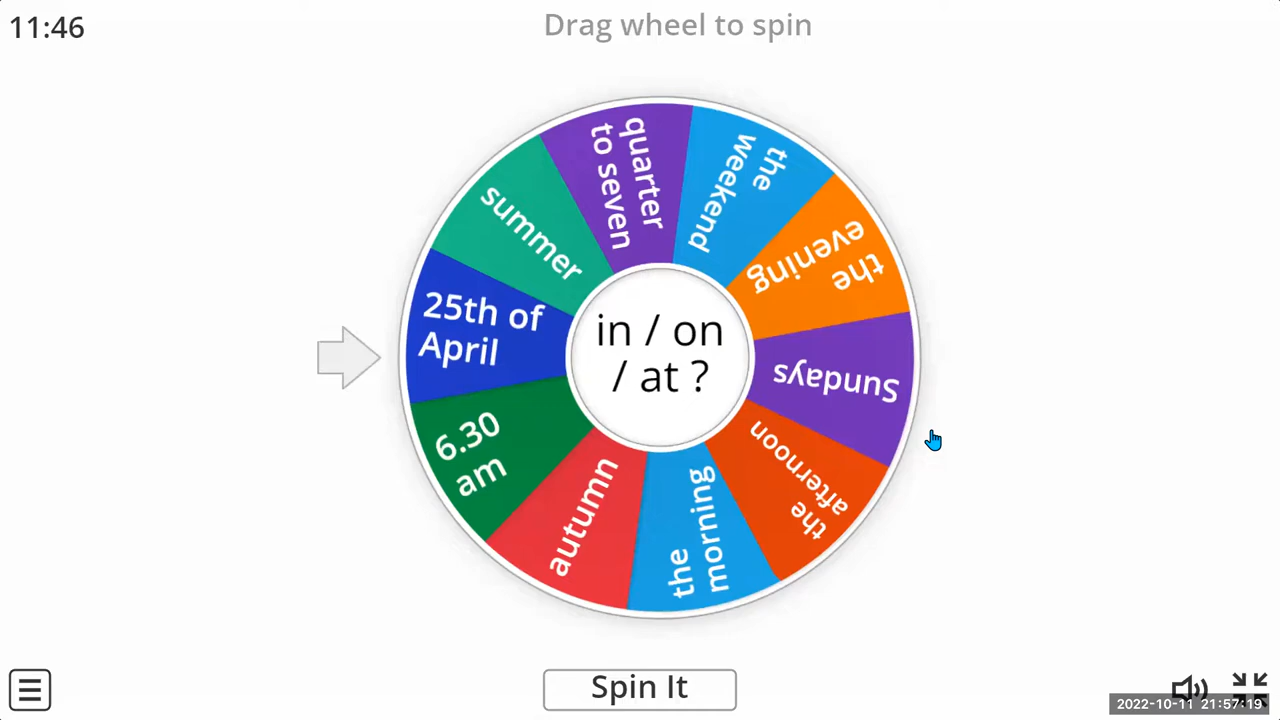 11:46
Drag wheel to spin
quarter
to seven
the
weekend
the
evening
Sundays
the
afternoon
the
morning
autumn
6.30
am
25th of
April
summer
in / on
/ at ?
Spin It
2022-10-11 21:57:19